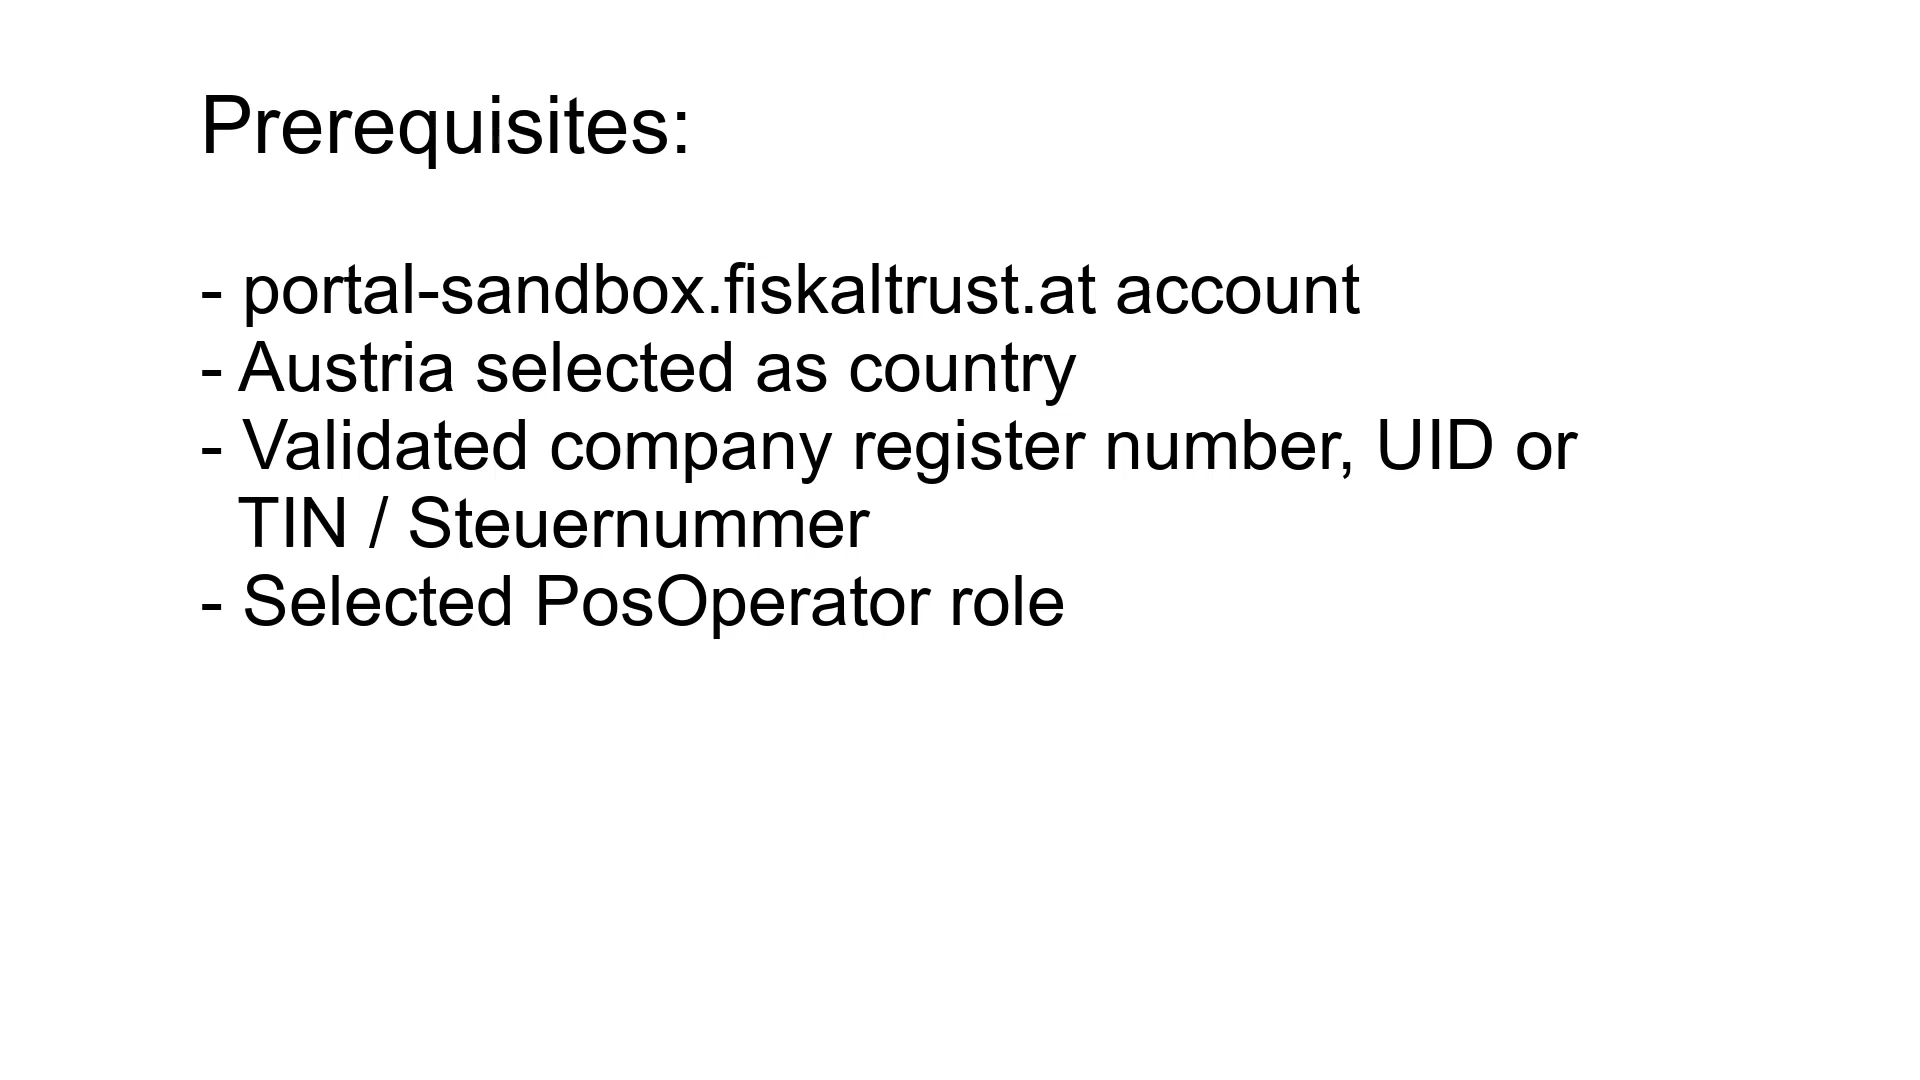 Prerequisites:
- portal-sandbox.fiskaltrust.at account
- Austria selected as country
- Validated company register number, UID or
TIN / Steuernummer
- Selected PosOperator role